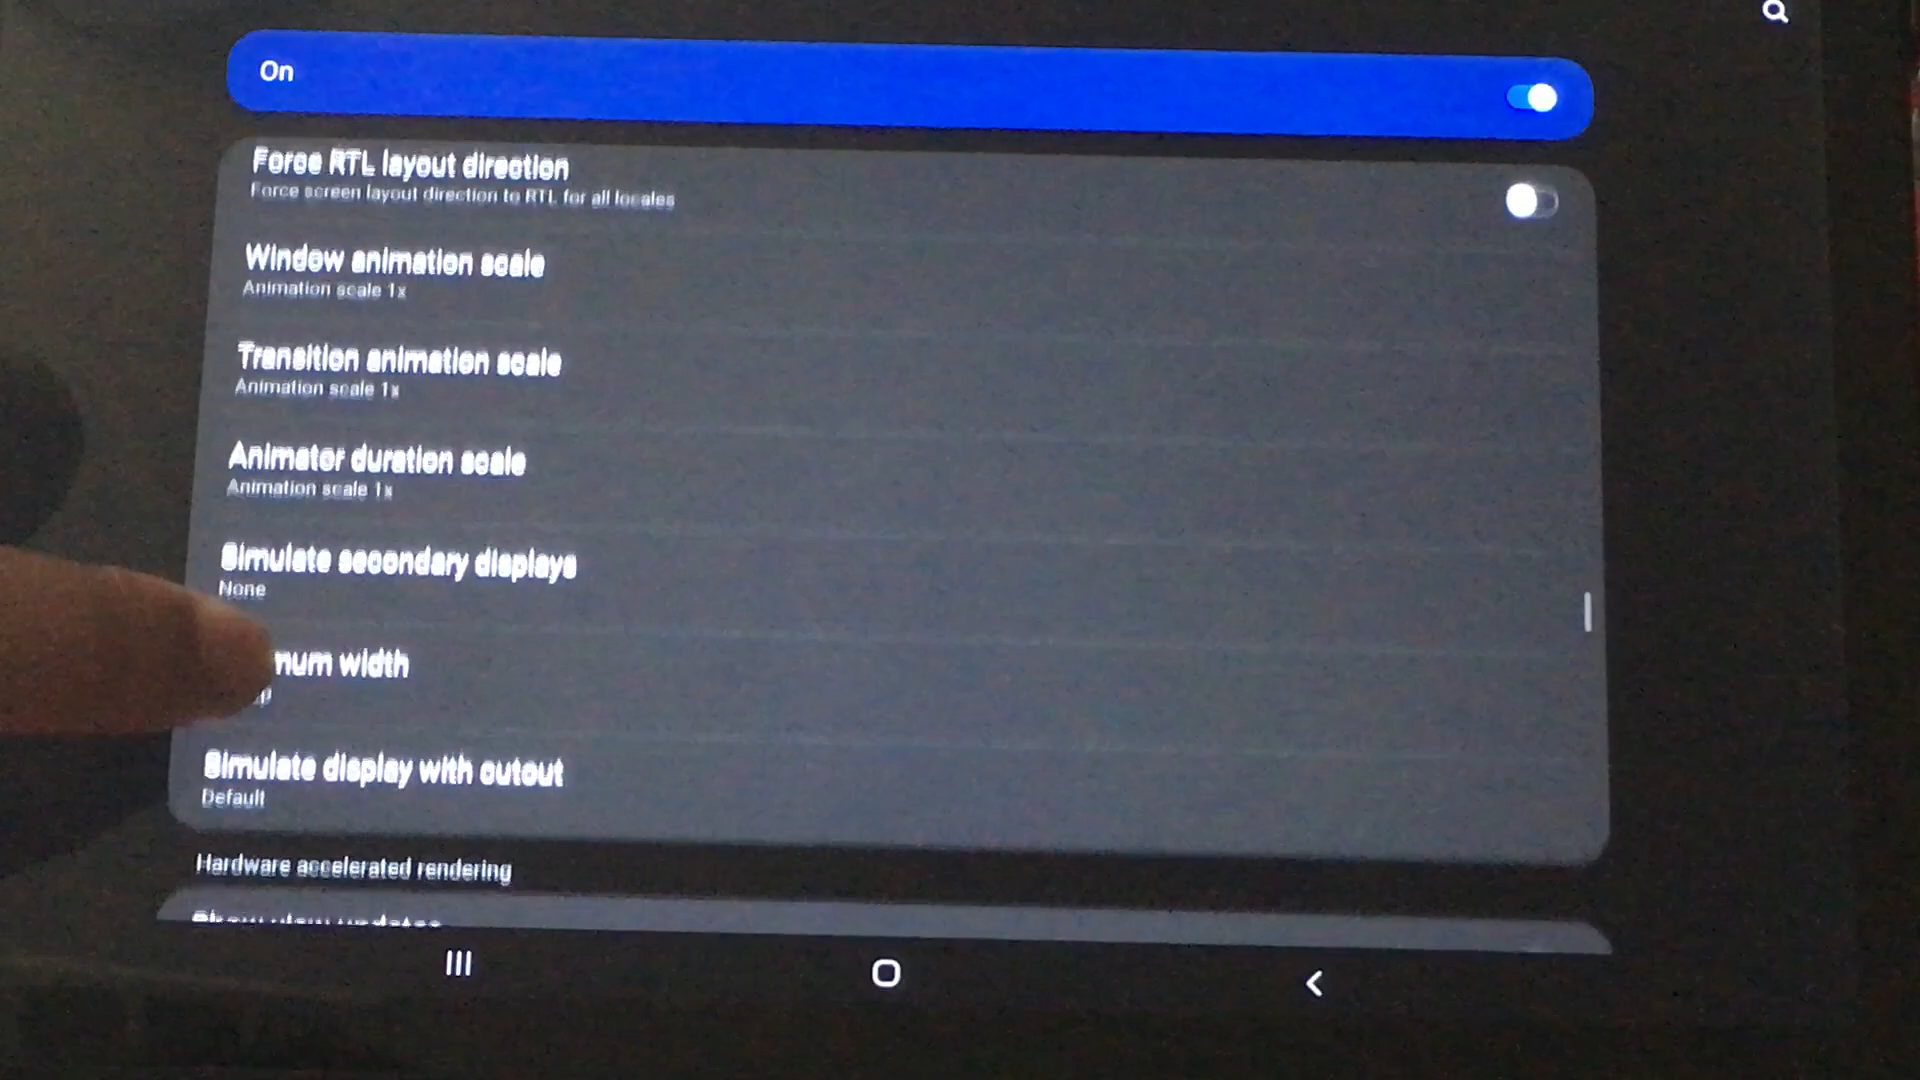 On
Force RTL layout direction
Force screen layout direction to RTL for all locales
Window animation scale
Animation scale 1x
Transition animation scale
Animation scale 1x
Animator duration scale
Animation scale 1x
Simulate secondary displays
None
num width
Simulate display with cutout
Default
Hardware accelerated rendering